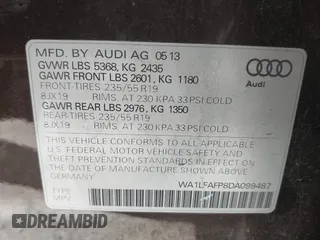 MFD. BY AUDI AG 05 13
GVWR LBS 5368, KG 2435
GAWR FRONT LBS 2601, KG 1180
FRONT-TIRES 235/55 R19
8JX19 RIMS, AT 230 KPA 33 PSI COLD
GAWR REAR LBS 2976, KG 1350
REAR-TIRES 235/55 R19
8JX19 RIMS, AT 230 KPA 33 PSI COLD
Audi
THIS VEHICLE CONFORMS TO ALL APPLICABLE
U.S. FEDERAL MOTOR VEHICLE SAFETY AND
THEFT PREVENTION STANDARDS IN EFFECT ON
THE DATE OF MANUFACTURE SHOWN ABOVE.
WA1LFAFP8DA099487
TYPE:
MPV
DREAMBID.COM